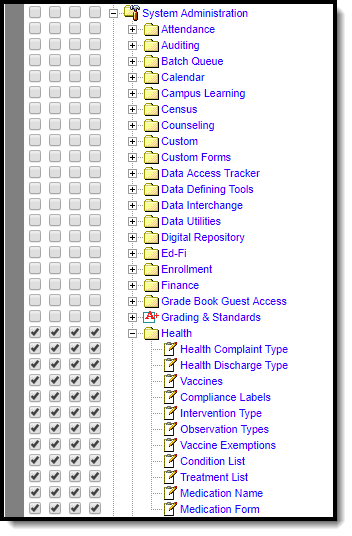 System Administration
Attendance
Auditing
Batch Queue
Calendar
Campus Learning
Census
Counseling
Custom
Custom Forms
Data Access Tracker
Data Defining Tools
Data Interchange
Data Utilities
Digital Repository
Ed-Fi
Enrollment
Finance
Grade Book Guest Access
Grading & Standards
Health
Health Complaint Type
Health Discharge Type
Vaccines
Compliance Labels
Intervention Type
Observation Types
Vaccine Exemptions
Condition List
Treatment List
Medication Name
Medication Form